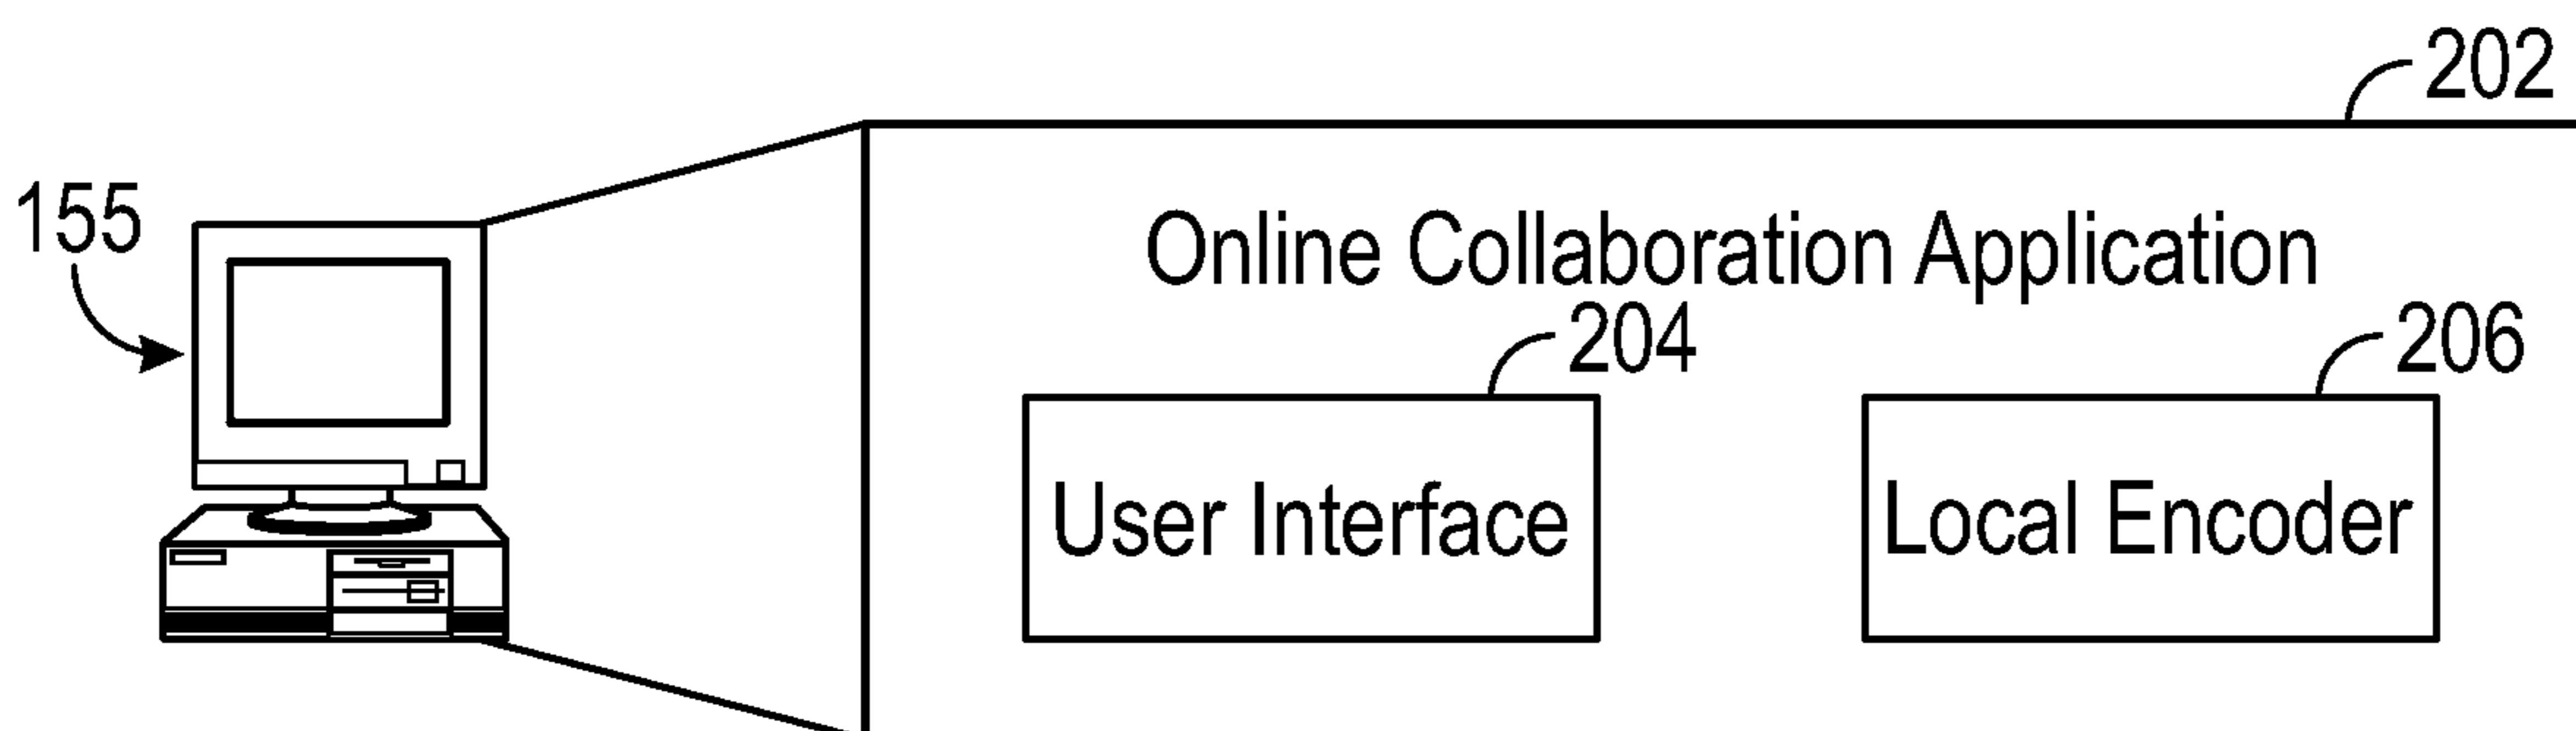 202
155
Online Collaboration Application
204
206
User Interface
Local Encoder